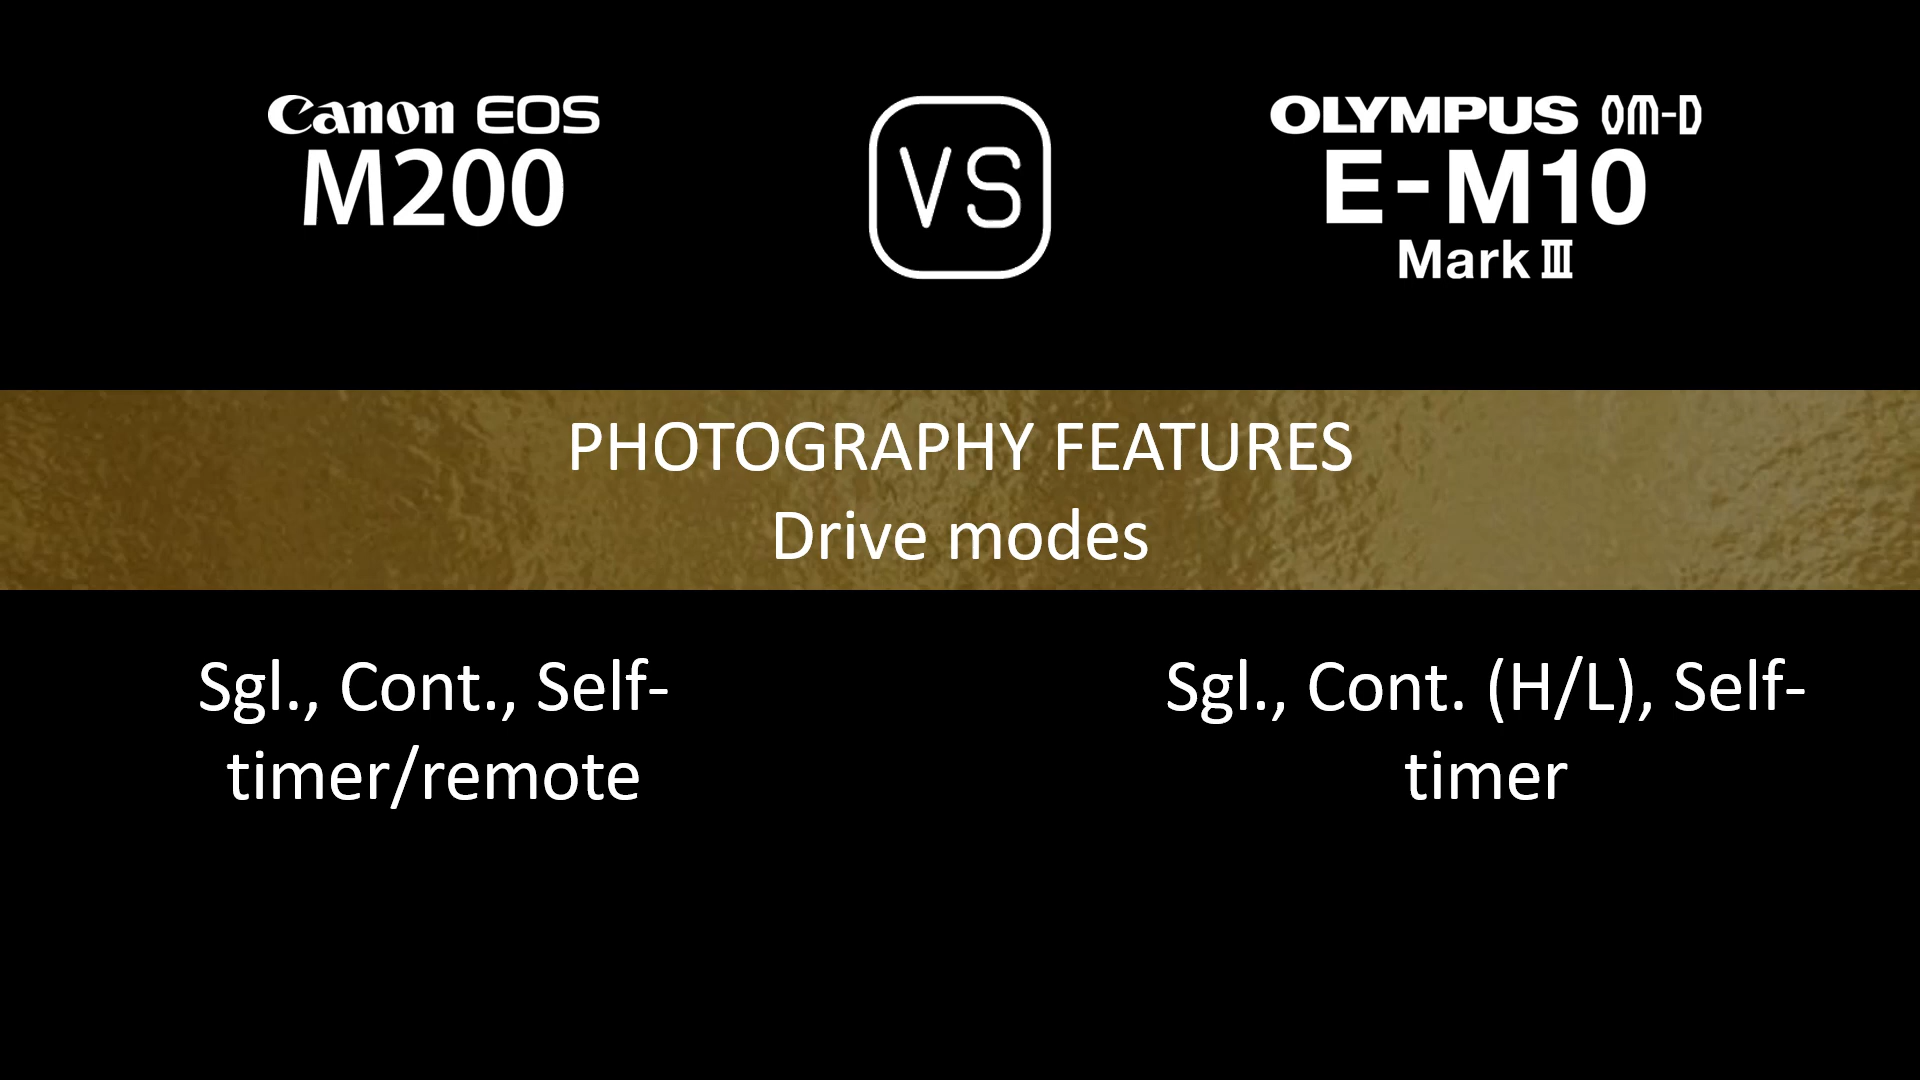 Canon EOS
M200
VS
OLYMPUS OM-D
E-M10
Mark III
PHOTOGRAPHY FEATURES
Drive modes
Sgl., Cont., Self-
timer/remote
Sgl., Cont. (H/L), Self-
timer